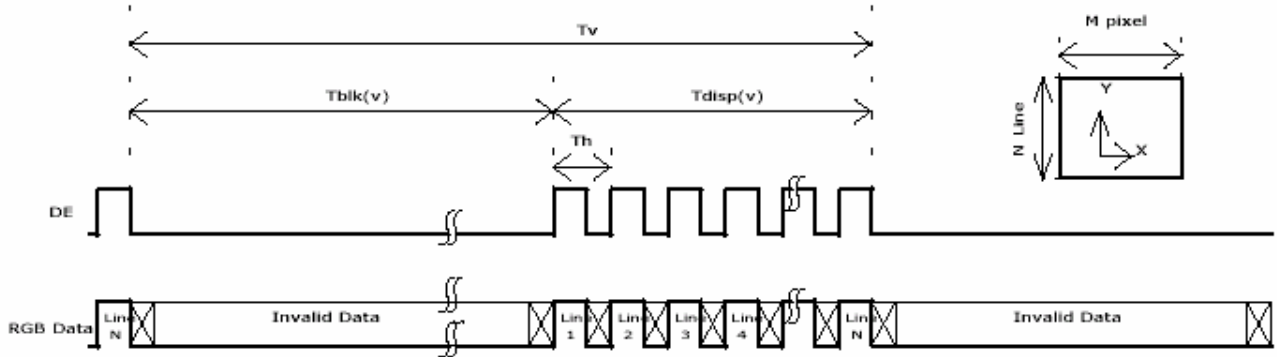 Tv
M pixel
Tblk(v)
Tdisp(v)
Y
N Line
Th
X
DE
RGB Data
Line N
Invalid Data
Line 1
Line 2
Line 3
Line 4
Line N
Invalid Data